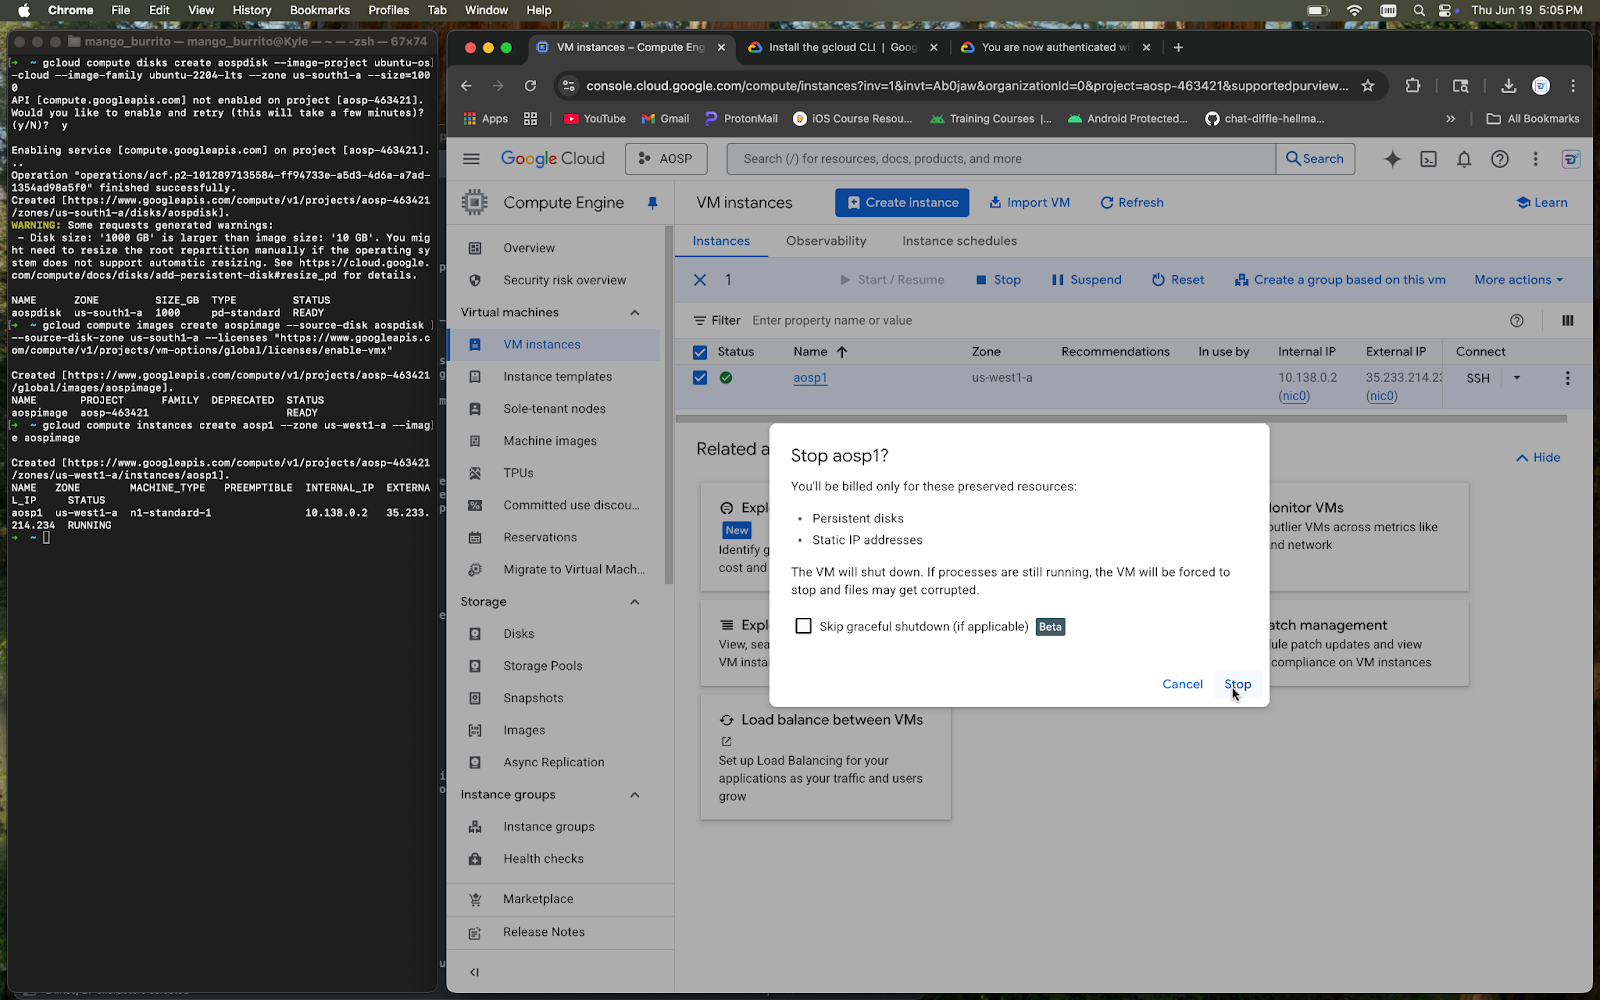 Chrome File Edit View History Bookmarks Profiles Tab Window Help Thu Jun 19 5:05 PM
mango_burrito — mango_burrito@Kyle — ~ — -zsh — 67×74
~ gcloud compute disks create aospdisk --image-project ubuntu-os
-cloud --image-family ubuntu-2204-lts --zone us-south1-a --size=100
0
API [compute.googleapis.com] not enabled on project [aosp-463421].
Would you like to enable and retry (this will take a few minutes)?
(y/N)? y
Enabling service [compute.googleapis.com] on project [aosp-463421].
..
Operation "operations/acf.p2-1012897135584-ff94733e-a5d3-4d6a-a7ad-
1354ad98a5f0" finished successfully.
Created [https://www.googleapis.com/compute/v1/projects/aosp-463421
/zones/us-south1-a/disks/aospdisk].
WARNING: Some requests generated warnings:
- Disk size: '1000 GB' is larger than image size: '10 GB'. You mig
ht need to resize the root repartition manually if the operating sy
stem does not support automatic resizing. See https://cloud.google.
com/compute/docs/disks/add-persistent-disk#resize_pd for details.
NAME ZONE SIZE_GB TYPE STATUS
aospdisk us-south1-a 1000 pd-standard READY
~ gcloud compute images create aospimage --source-disk aospdisk
--source-disk-zone us-south1-a --licenses "https://www.googleapis.c
om/compute/v1/projects/vm-options/global/licenses/enable-vmx"
Created [https://www.googleapis.com/compute/v1/projects/aosp-463421
/global/images/aospimage].
NAME PROJECT FAMILY DEPRECATED STATUS
aospimage aosp-463421 READY
~ gcloud compute instances create aosp1 --zone us-west1-a --imag
e aospimage
Created [https://www.googleapis.com/compute/v1/projects/aosp-463421
/zones/us-west1-a/instances/aosp1].
NAME ZONE MACHINE_TYPE PREEMPTIBLE INTERNAL_IP EXTERNA
L_IP STATUS
aosp1 us-west1-a n1-standard-1 10.138.0.2 35.233.
214.234 RUNNING
~
VM instances – Compute Eng
Install the gcloud CLI | Goog
You are now authenticated wi
console.cloud.google.com/compute/instances?inv=1&invt=Ab0jaw&organizationId=0&project=aosp-463421&supportedpurview...
Apps YouTube Gmail ProtonMail iOS Course Resou... Training Courses |... Android Protected... chat-diffie-hellma... » All Bookmarks
Google Cloud AOSP Search (/) for resources, docs, products, and more Search
Compute Engine
Overview
Security risk overview
Virtual machines
VM instances
Instance templates
Sole-tenant nodes
Machine images
TPUs
Committed use discou...
Reservations
Migrate to Virtual Mach...
Storage
Disks
Storage Pools
Snapshots
Images
Async Replication
Instance groups
Instance groups
Health checks
Marketplace
Release Notes
VM instances Create instance Import VM Refresh Learn
Instances Observability Instance schedules
1 Start / Resume Stop Suspend Reset Create a group based on this vm More actions
Filter Enter property name or value
Status Name Zone Recommendations In use by Internal IP External IP Connect
aosp1 us-west1-a 10.138.0.2 35.233.214.23 SSH
(nic0) (nic0)
Related a
Hide
Expl
New
Identify g
cost and
onitor VMs
outlier VMs across metrics like
nd network
Expl
View, sea
VM insta
atch management
ule patch updates and view
compliance on VM instances
Load balance between VMs
Set up Load Balancing for your
applications as your traffic and users
grow
Stop aosp1?
You'll be billed only for these preserved resources:
• Persistent disks
• Static IP addresses
The VM will shut down. If processes are still running, the VM will be forced to
stop and files may get corrupted.
Skip graceful shutdown (if applicable) Beta
Cancel Stop